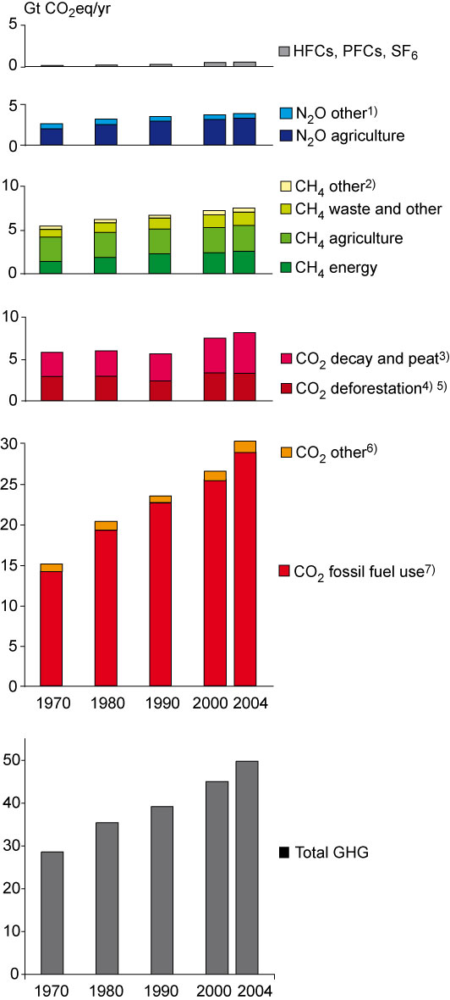 Gt CO₂eq/yr
5
0
HFCs, PFCs, SF₆
5
0
N₂O other¹⁾
N₂O agriculture
10
5
0
CH₄ other²⁾
CH₄ waste and other
CH₄ agriculture
CH₄ energy
10
5
0
CO₂ decay and peat³⁾
CO₂ deforestation⁴⁾ ⁵⁾
30
25
20
15
10
5
0
CO₂ other⁶⁾
CO₂ fossil fuel use⁷⁾
1970 1980 1990 2000 2004
50
40
30
20
10
0
Total GHG
1970 1980 1990 2000 2004